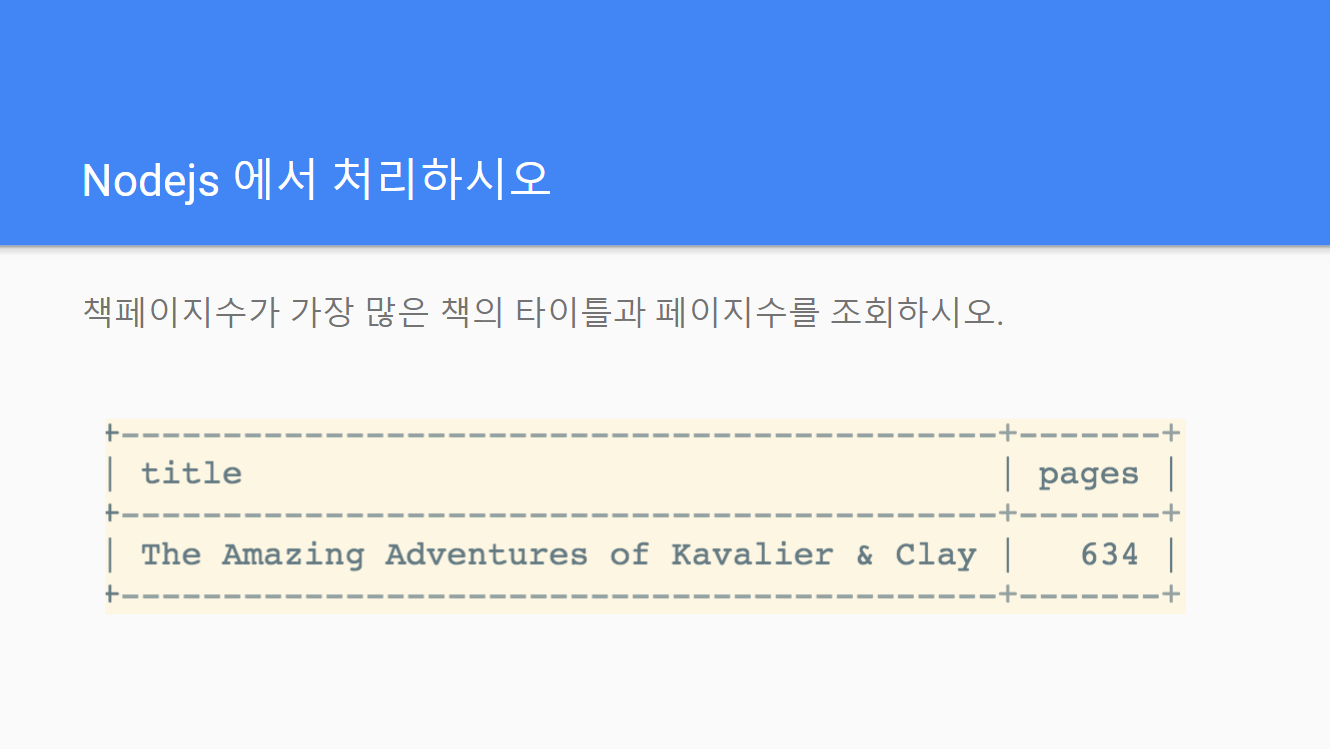 Nodejs 에서 처리하시오
책페이지수가 가장 많은 책의 타이틀과 페이지수를 조회하시오.
+--------------------------------------------+-------+
| title                                      | pages |
+--------------------------------------------+-------+
| The Amazing Adventures of Kavalier & Clay |   634 |
+--------------------------------------------+-------+